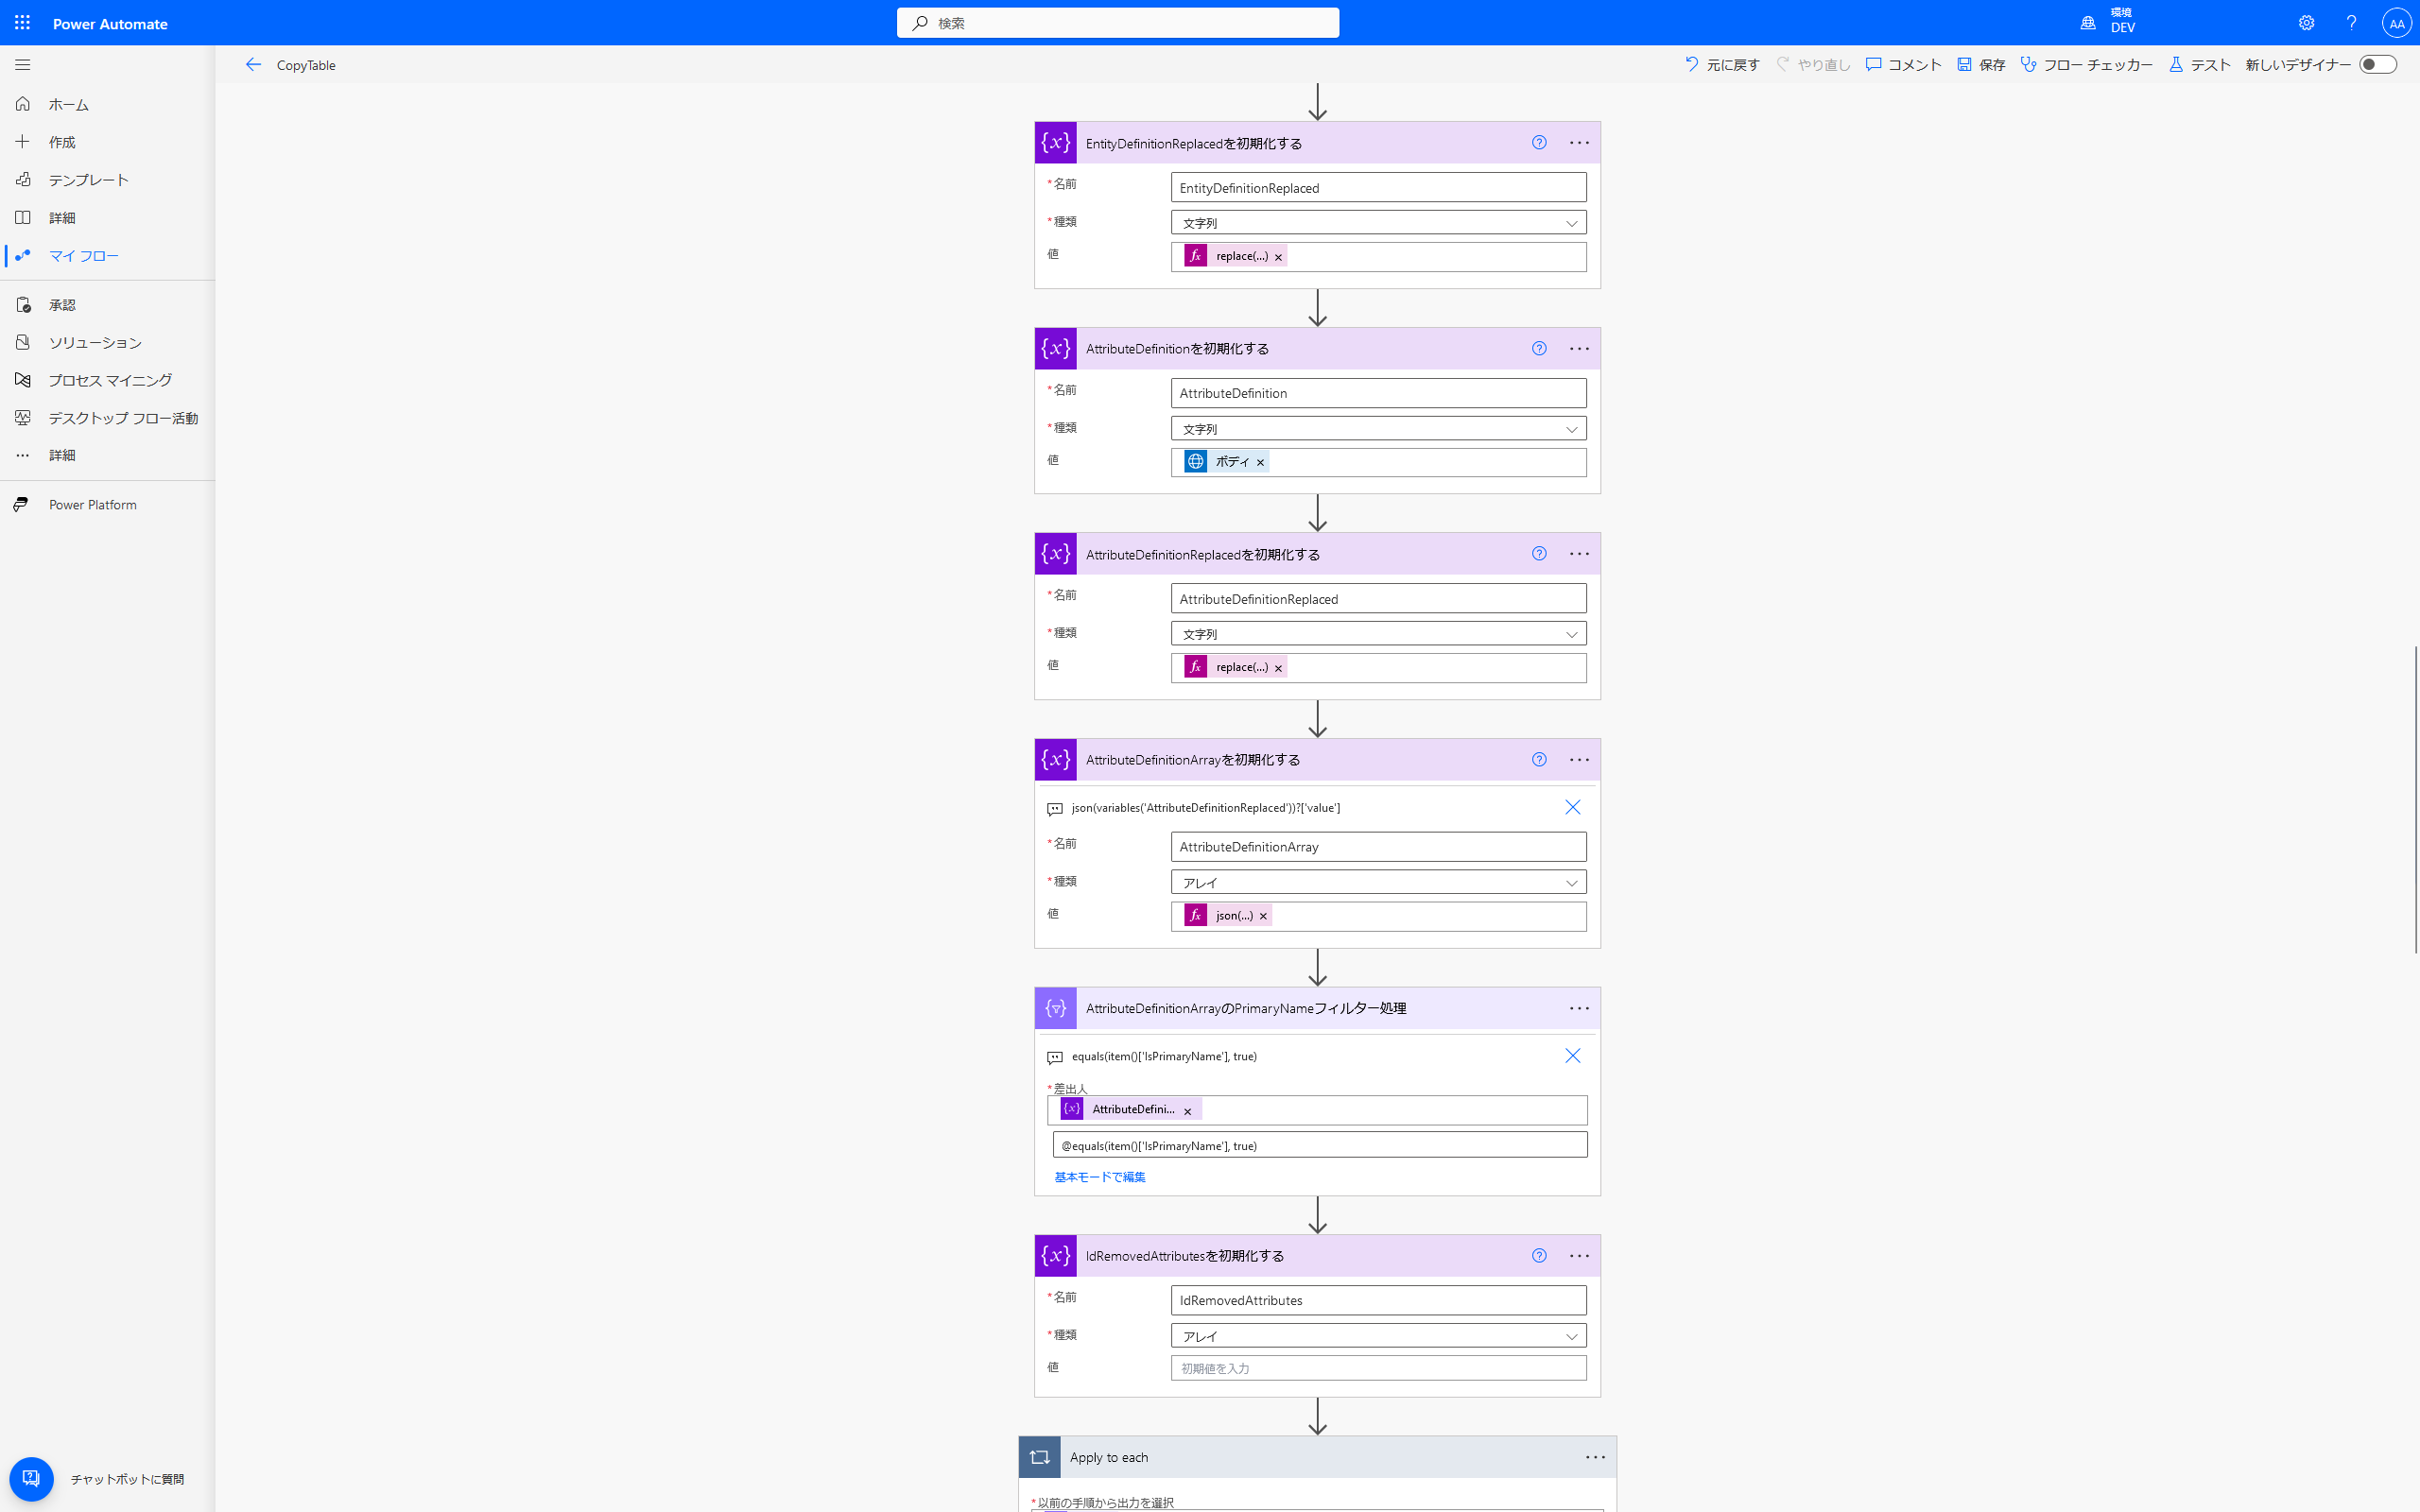 Power Automate
検索
環境
DEV
AA
CopyTable
元に戻す
やり直し
コメント
保存
フロー チェッカー
テスト
新しいデザイナー
ホーム
作成
テンプレート
詳細
マイ フロー
承認
ソリューション
プロセス マイニング
デスクトップ フロー活動
詳細
Power Platform
チャットボットに質問
{x} EntityDefinitionReplacedを初期化する
*名前
EntityDefinitionReplaced
*種類
文字列
値
fx replace(...) ×
{x} AttributeDefinitionを初期化する
*名前
AttributeDefinition
*種類
文字列
値
ボディ ×
{x} AttributeDefinitionReplacedを初期化する
*名前
AttributeDefinitionReplaced
*種類
文字列
値
fx replace(...) ×
{x} AttributeDefinitionArrayを初期化する
json(variables('AttributeDefinitionReplaced'))?['value']
*名前
AttributeDefinitionArray
*種類
アレイ
値
fx json(...) ×
AttributeDefinitionArrayのPrimaryNameフィルター処理
equals(item()['IsPrimaryName'], true)
*差出人
{x} AttributeDefini... ×
@equals(item()['IsPrimaryName'], true)
基本モードで編集
{x} IdRemovedAttributesを初期化する
*名前
IdRemovedAttributes
*種類
アレイ
値
初期値を入力
Apply to each
*以前の手順から出力を選択